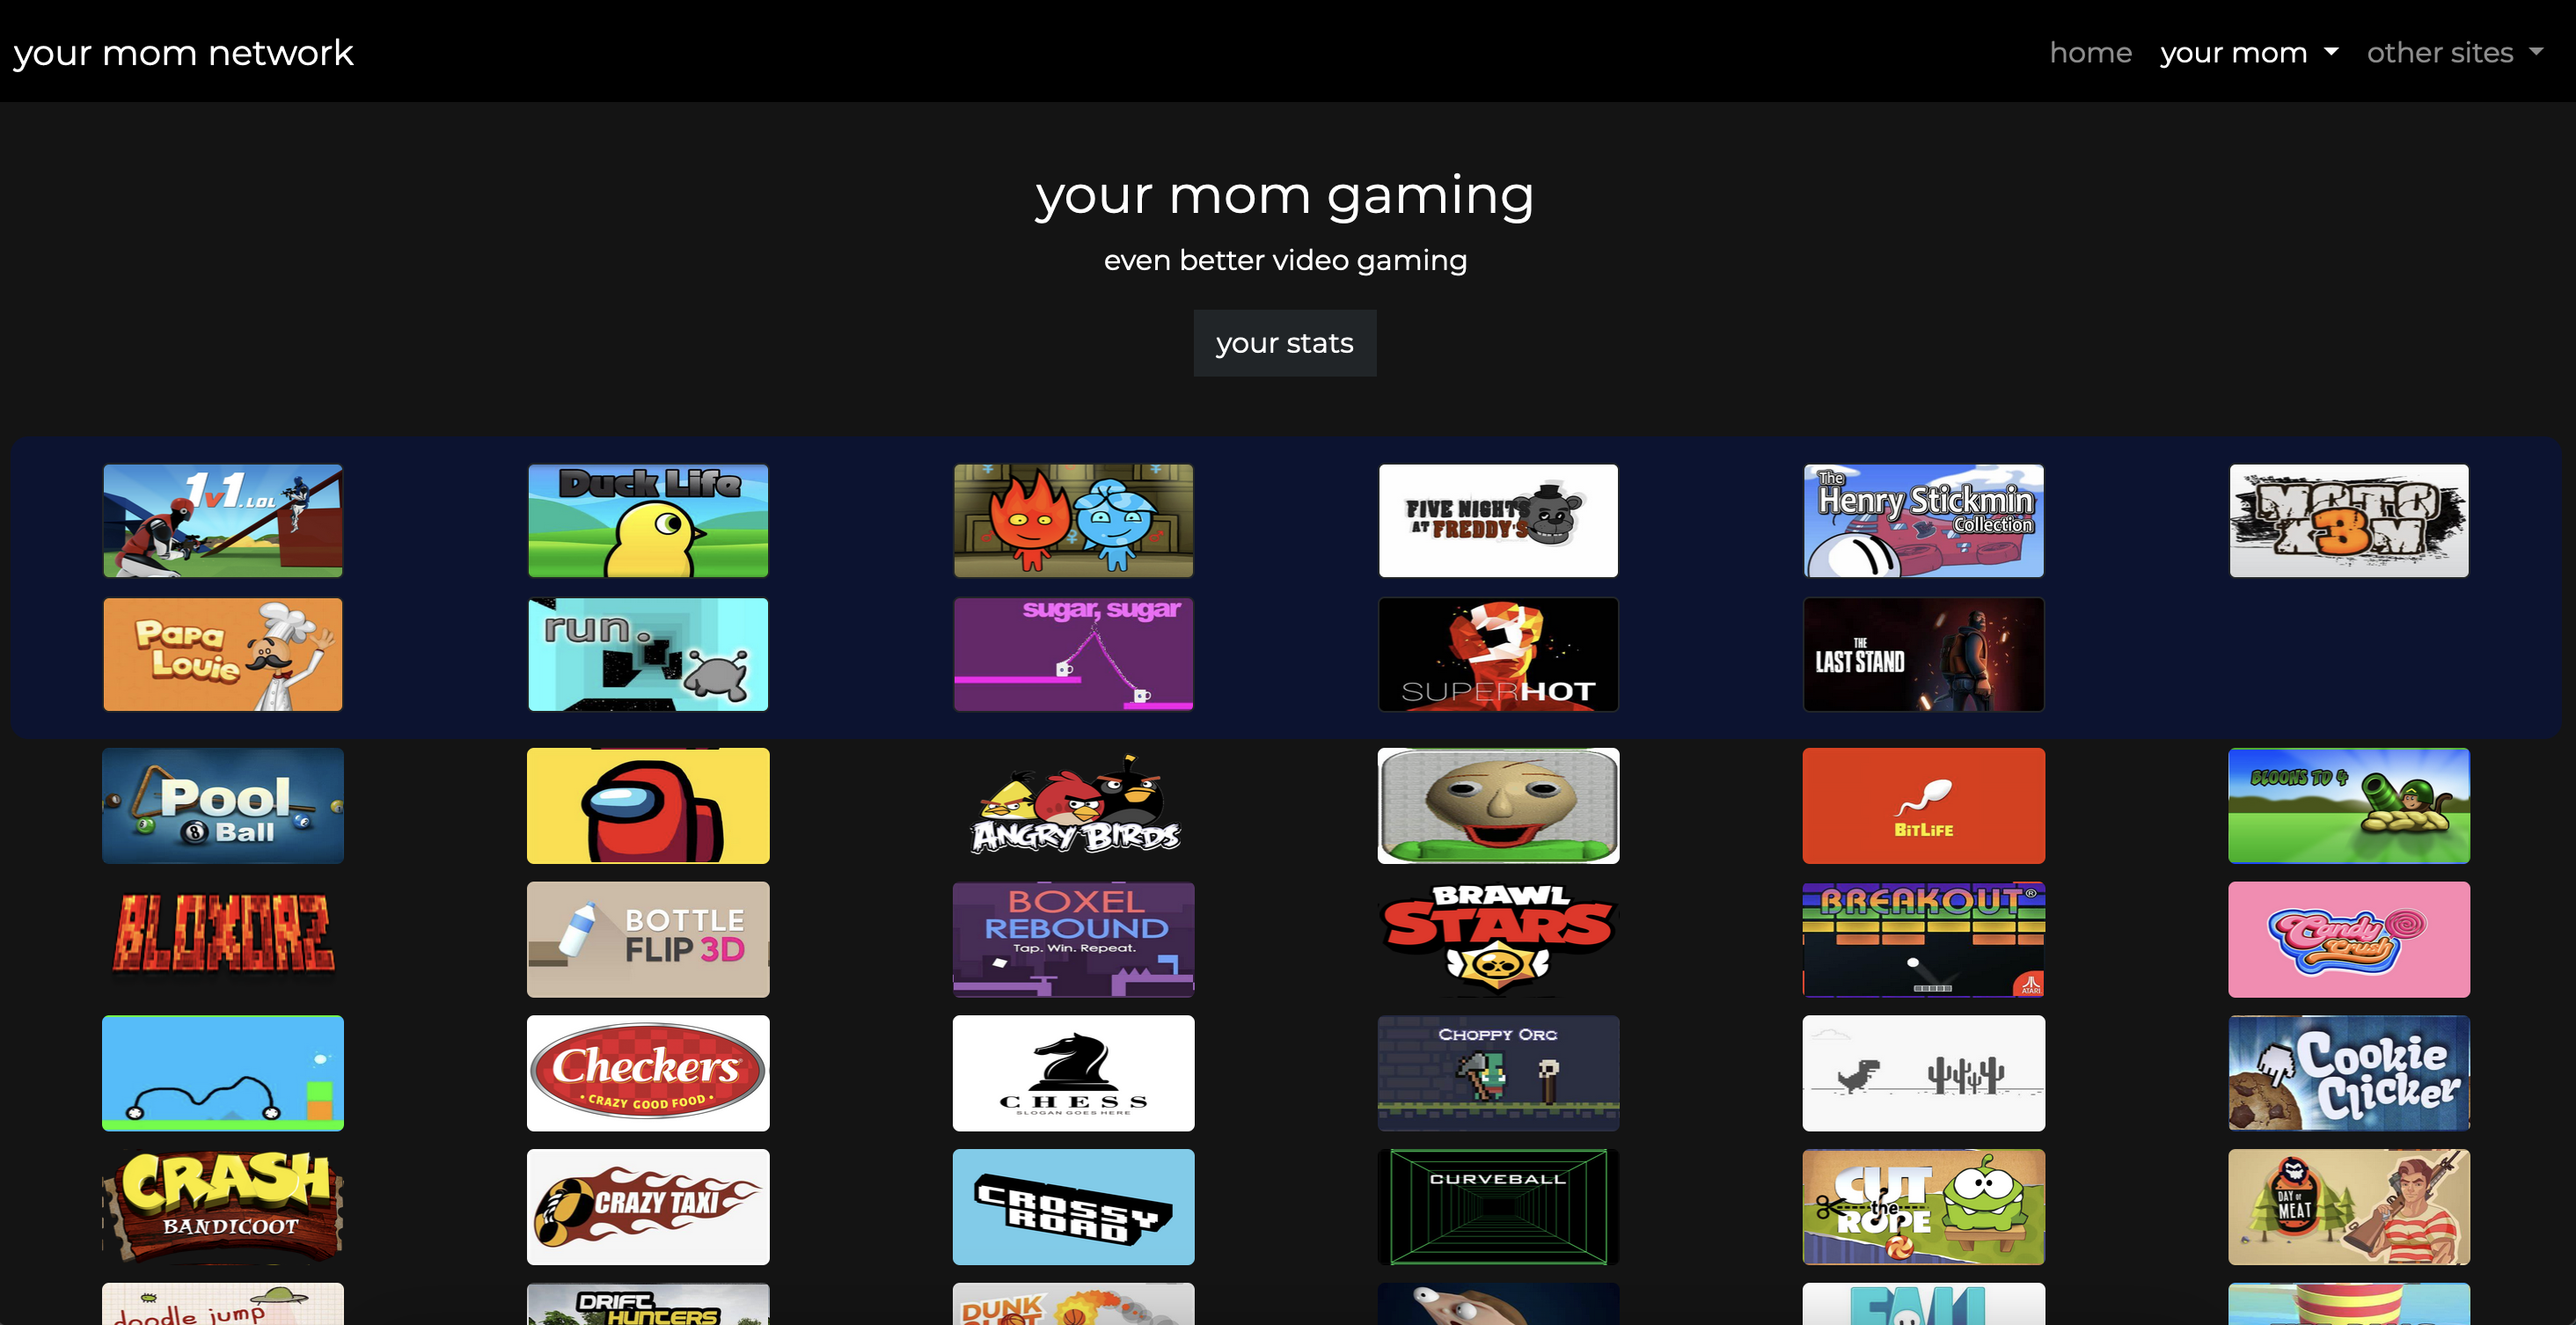 your mom network
home
your mom
other sites
your mom gaming
even better video gaming
your stats
1v1.LOL
Duck Life
FIVE NIGHTS
AT FREDDY'S
The
Henry Stickmin
Collection
MOTO
X3M
Papa
Louie
run.
sugar, sugar
SUPERHOT
THE
LAST STAND
Pool
8 Ball
ANGRY BIRDS
BITLIFE
BLOONS TD 4
BLOXORZ
BOTTLE
FLIP 3D
BOXEL
REBOUND
Tap. Win. Repeat.
BRAWL
STARS
BREAKOUT®
ATARI
Candy
Crush
Checkers
• CRAZY GOOD FOOD •
CHESS
SLOGAN GOES HERE
CHOPPY ORC
Cookie
Clicker
CRASH
BANDICOOT
CRAZY TAXI
CROSSY
ROAD
CURVEBALL
CUT
the
ROPE
DAY OF
MEAT
doodle jump
DRIFT
HUNTERS
DUNK
FALL